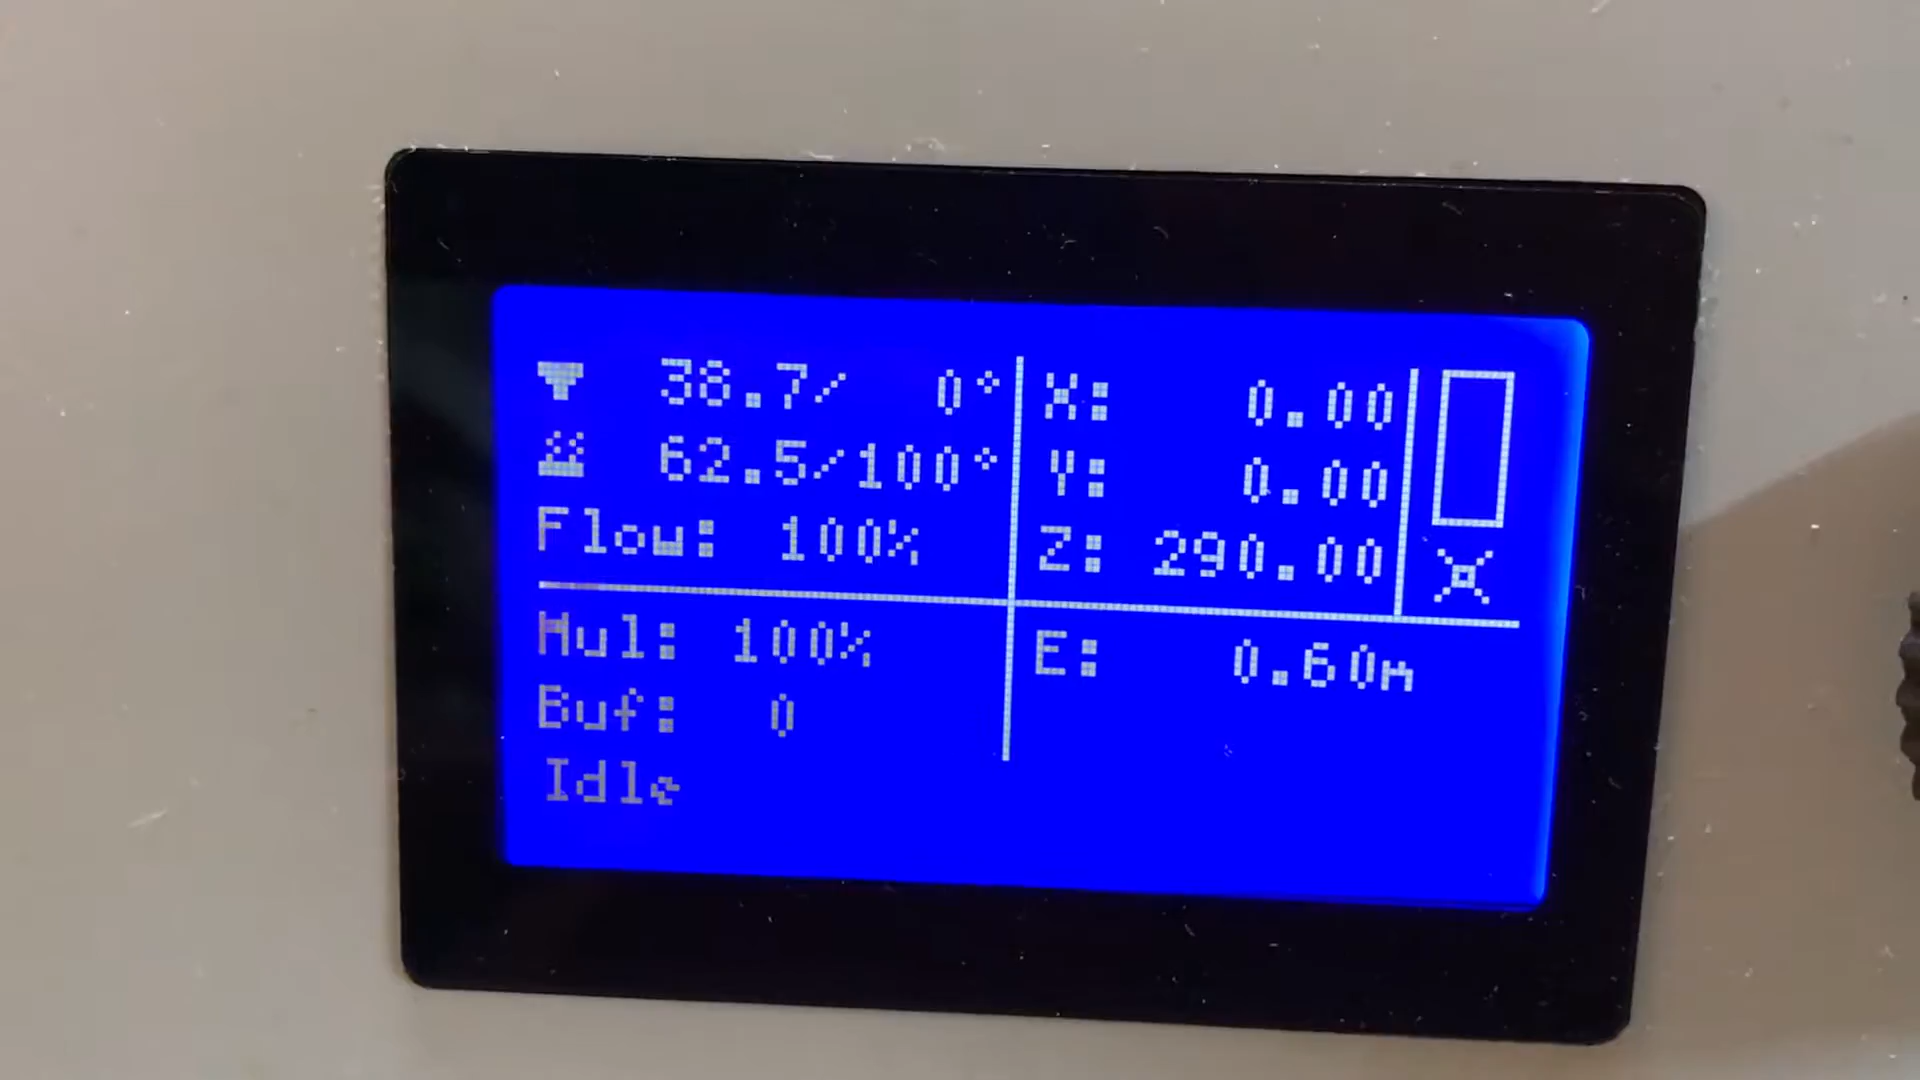 38.7/ 0° X: 0.00
62.5/100° Y: 0.00
Flow: 100% Z: 290.00
Mul: 100% E: 0.60m
Buf: 0
Idle